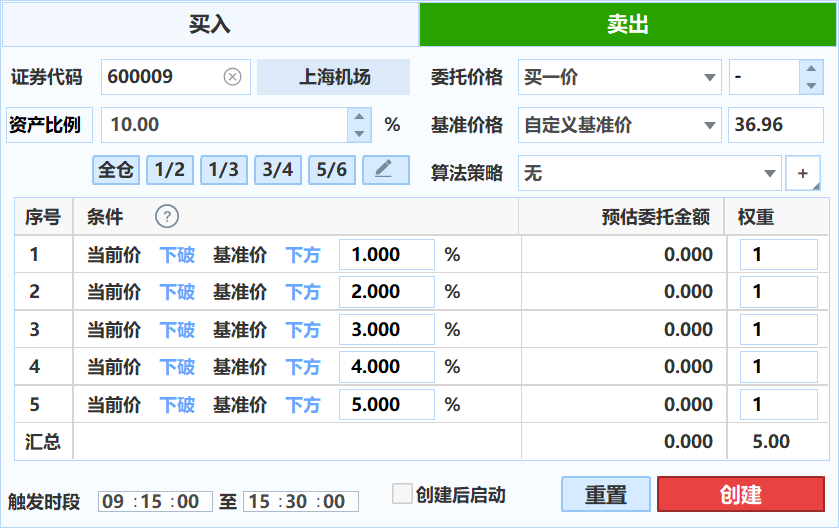 买入 卖出
证券代码 600009 上海机场 委托价格 买一价 -
资产比例 10.00 % 基准价格 自定义基准价 36.96
全仓 1/2 1/3 3/4 5/6 算法策略 无 +
序号 条件 ? 预估委托金额 权重
1 当前价 下破 基准价 下方 1.000 % 0.000 1
2 当前价 下破 基准价 下方 2.000 % 0.000 1
3 当前价 下破 基准价 下方 3.000 % 0.000 1
4 当前价 下破 基准价 下方 4.000 % 0.000 1
5 当前价 下破 基准价 下方 5.000 % 0.000 1
汇总 0.000 5.00
触发时段 09 : 15 : 00 至 15 : 30 : 00 创建后启动 重置 创建